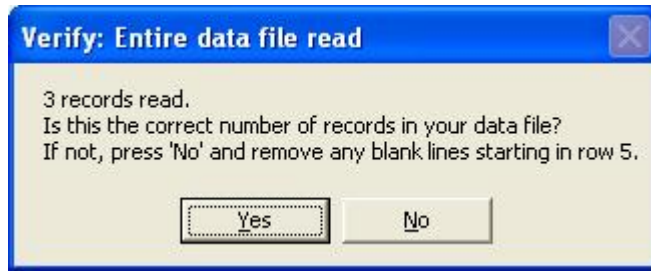 Verify: Entire data file read
3 records read.
Is this the correct number of records in your data file?
If not, press 'No' and remove any blank lines starting in row 5.
Yes
No